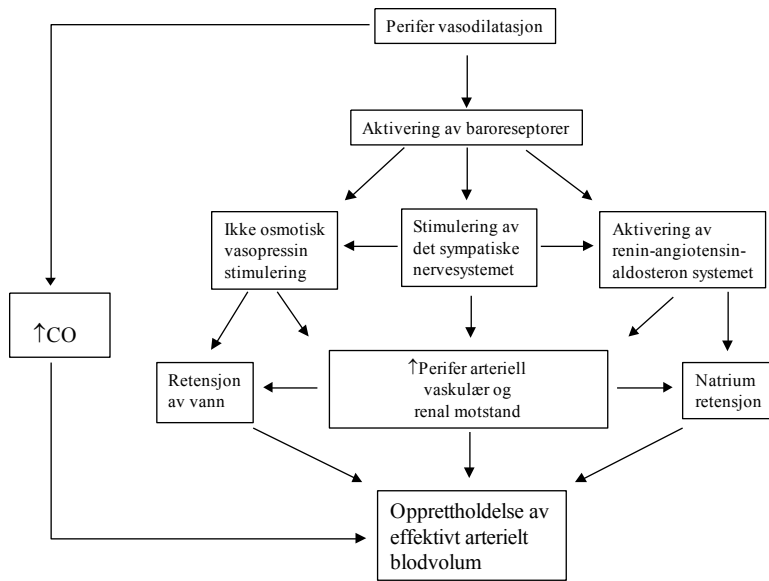 Perifer vasodilatasjon
Aktivering av baroreseptorer
Ikke osmotisk
vasopressin
stimulering
Stimulering av
det sympatiske
nervesystemet
Aktivering av
renin-angiotensin-
aldosteron systemet
↑CO
Retensjon
av vann
↑Perifer arteriell
vaskulær og
renal motstand
Natrium
retensjon
Opprettholdelse av
effektivt arterielt
blodvolum